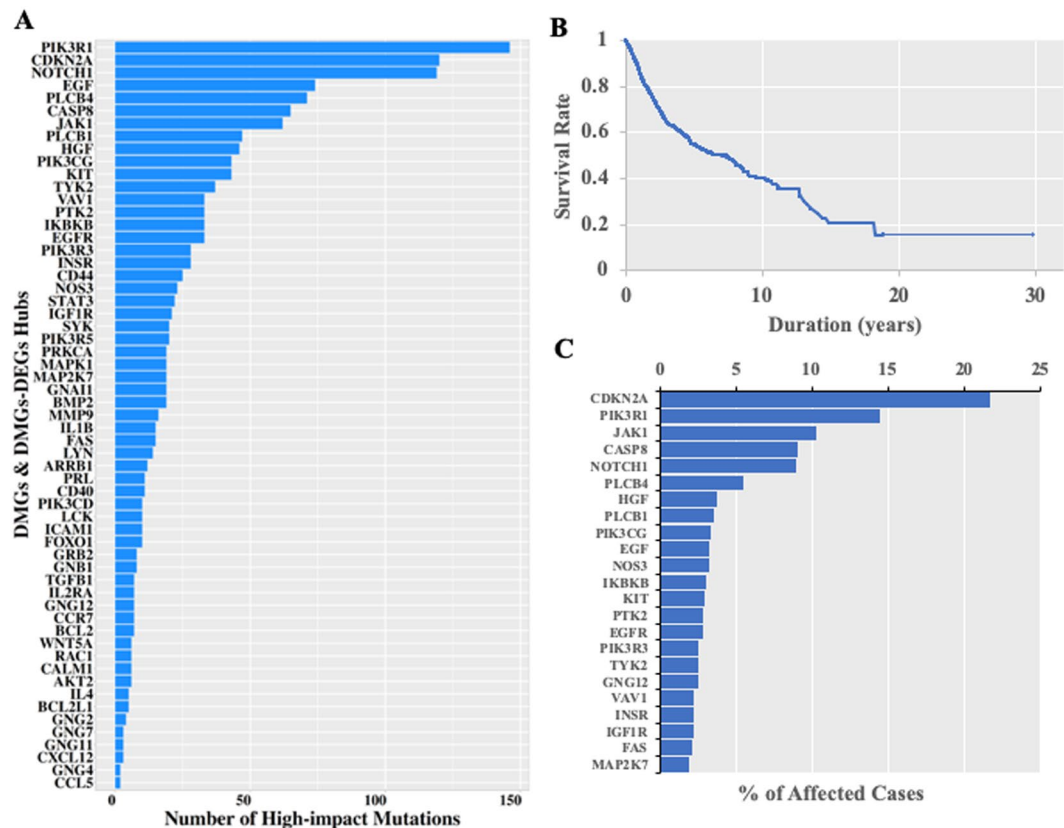 A
DMGs & DMGs-DEGs Hubs
PIK3R1
CDKN2A
NOTCH1
EGF
PLCB4
CASP8
JAK1
PLCB1
HGF
PIK3CG
KIT
TYK2
VAV1
PTK2
IKBKB
EGFR
PIK3R3
INSR
CD44
NOS3
STAT3
IGF1R
SYK
PIK3R5
PRKCA
MAPK1
MAP2K7
GNAI1
BMP2
MMP9
IL1B
FAS
LYN
ARRB1
PRL
CD40
PIK3CD
LCK
ICAM1
FOXO1
GRB2
GNB1
TGFB1
IL2RA
GNG12
CCR7
BCL2
WNT5A
RAC1
CALM1
AKT2
IL4
BCL2L1
GNG2
GNG7
GNG11
CXCL12
GNG4
CCL5
0 50 100 150
Number of High-impact Mutations
B
Survival Rate
1
0.8
0.6
0.4
0.2
0
0 10 20 30
Duration (years)
C
0 5 10 15 20 25
CDKN2A
PIK3R1
JAK1
CASP8
NOTCH1
PLCB4
HGF
PLCB1
PIK3CG
EGF
NOS3
IKBKB
KIT
PTK2
EGFR
PIK3R3
TYK2
GNG12
VAV1
INSR
IGF1R
FAS
MAP2K7
% of Affected Cases